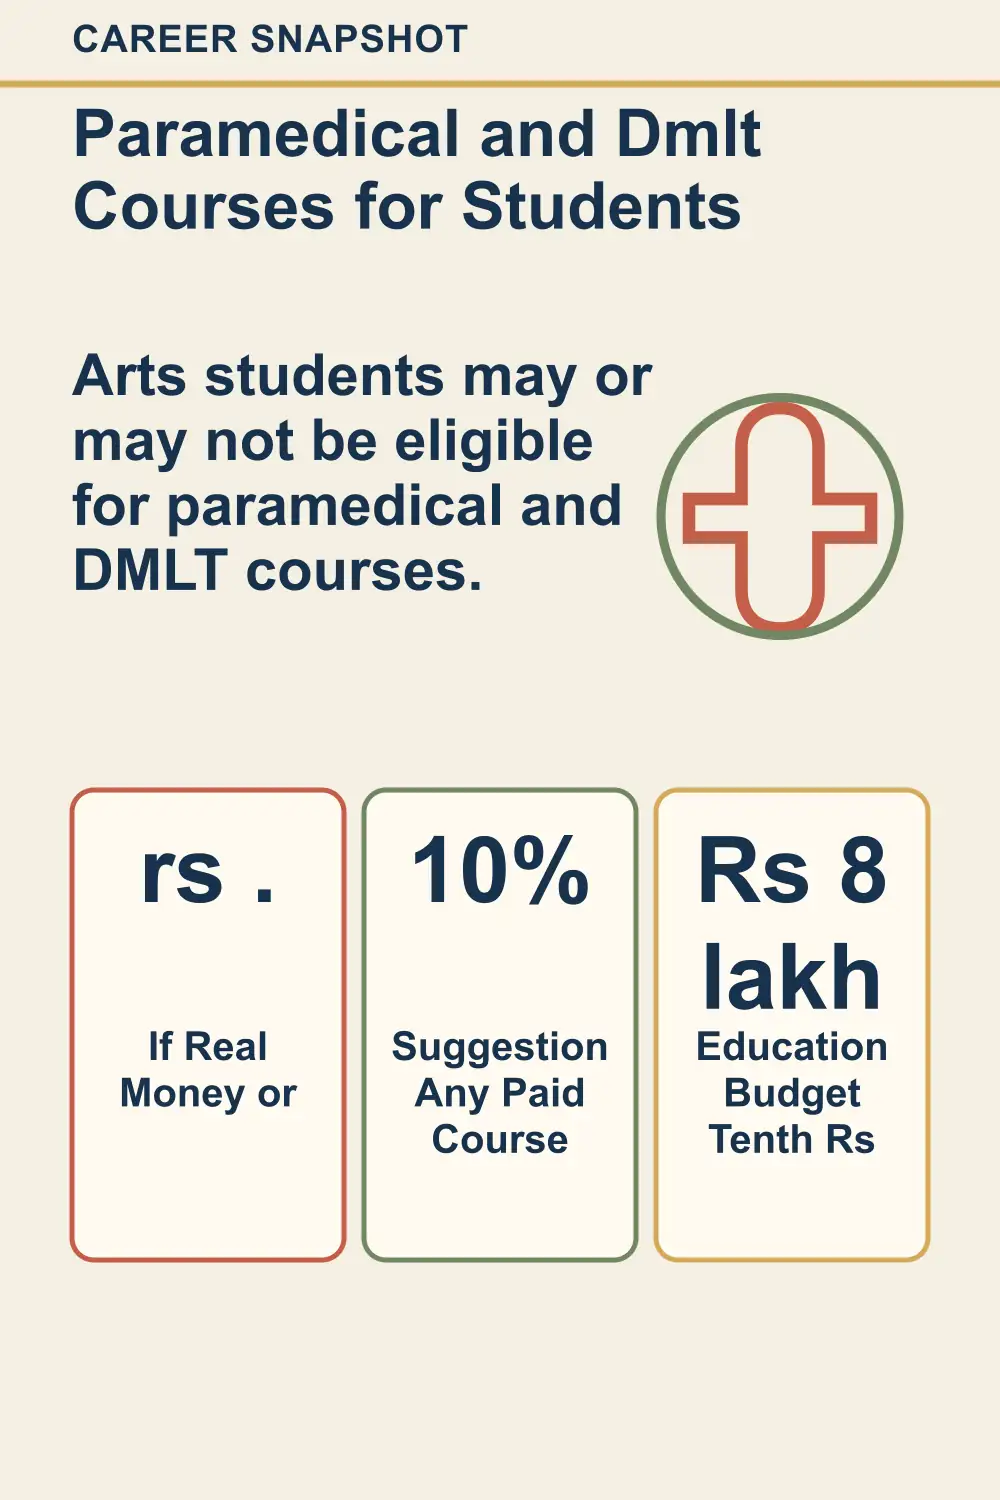 CAREER SNAPSHOT
Paramedical and Dmlt
Courses for Students
Arts students may or
may not be eligible
for paramedical and
DMLT courses.
rs .
If Real
Money or
10%
Suggestion
Any Paid
Course
Rs 8
lakh
Education
Budget
Tenth Rs